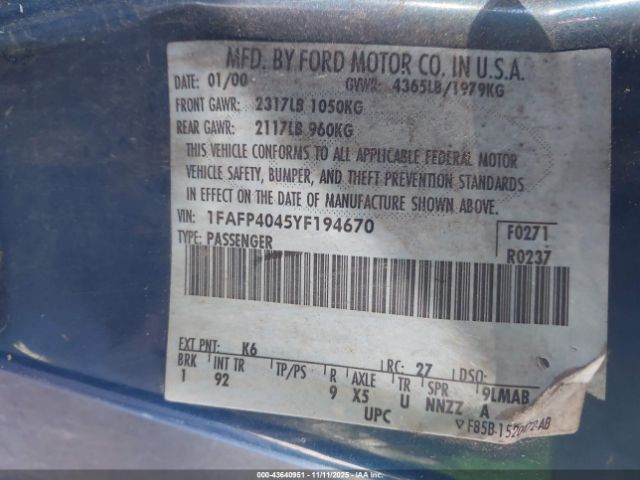 MFD. BY FORD MOTOR CO. IN U.S.A.
DATE: 01/00 GVWR: 4365LB/1979KG
FRONT GAWR: 2317LB 1050KG
REAR GAWR: 2117LB 960KG
THIS VEHICLE CONFORMS TO ALL APPLICABLE FEDERAL MOTOR
VEHICLE SAFETY, BUMPER, AND THEFT PREVENTION STANDARDS
IN EFFECT ON THE DATE OF MANUFACTURE SHOWN ABOVE.
VIN: 1FAFP4045YF194670 F0271
TYPE: PASSENGER R0237
EXT PNT: K6 RC: 27 DSO:
BRK INT TR TP/PS R AXLE TR SPR 9LMAB
1 92 9 X5 U NNZZ A
UPC
000-43640951 - 11/11/2025 - IAAI.COM